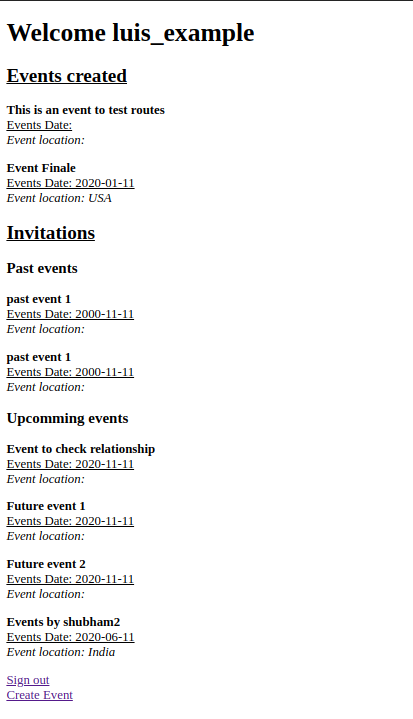 Welcome luis_example
Events created
This is an event to test routes
Events Date:
Event location:
Event Finale
Events Date: 2020-01-11
Event location: USA
Invitations
Past events
past event 1
Events Date: 2000-11-11
Event location:
past event 1
Events Date: 2000-11-11
Event location:
Upcomming events
Event to check relationship
Events Date: 2020-11-11
Event location:
Future event 1
Events Date: 2020-11-11
Event location:
Future event 2
Events Date: 2020-11-11
Event location:
Events by shubham2
Events Date: 2020-06-11
Event location: India
Sign out
Create Event